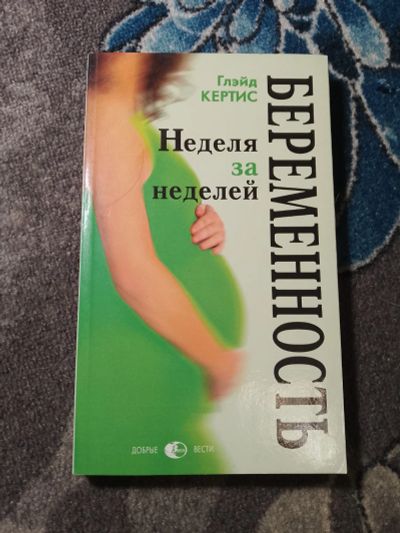 Глэйд
КЕРТИС
БЕРЕМЕННОСТЬ
Неделя
за
неделей
ДОБРЫЕ ВЕСТИ